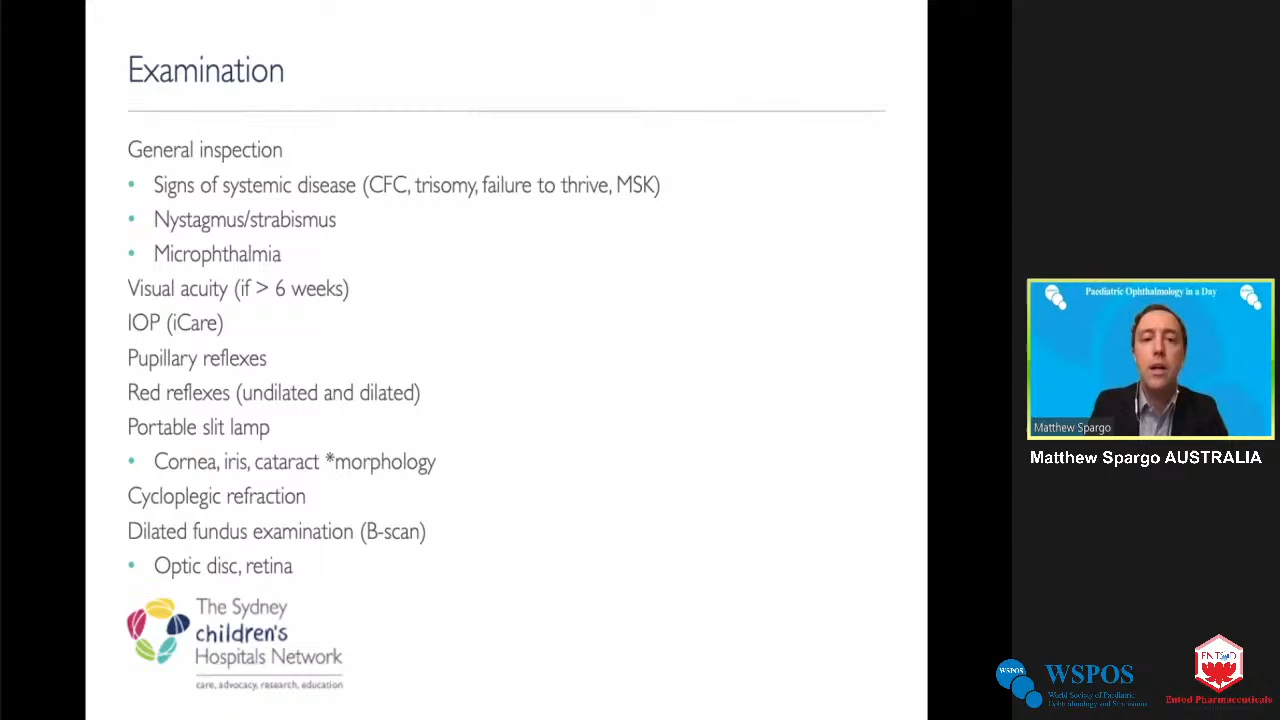 Examination
General inspection
• Signs of systemic disease (CFC, trisomy, failure to thrive, MSK)
• Nystagmus/strabismus
• Microphthalmia
Visual acuity (if > 6 weeks)
IOP (iCare)
Pupillary reflexes
Red reflexes (undilated and dilated)
Portable slit lamp
• Cornea, iris, cataract *morphology
Cycloplegic refraction
Dilated fundus examination (B-scan)
• Optic disc, retina
The Sydney
children's
Hospitals Network
care, advocacy, research, education
Paediatric Ophthalmology in a Day
Matthew Spargo
Matthew Spargo AUSTRALIA
WSPOS
WSPOS
World Society of Paediatric
Ophthalmology and Strabismus
Entod Pharmaceuticals